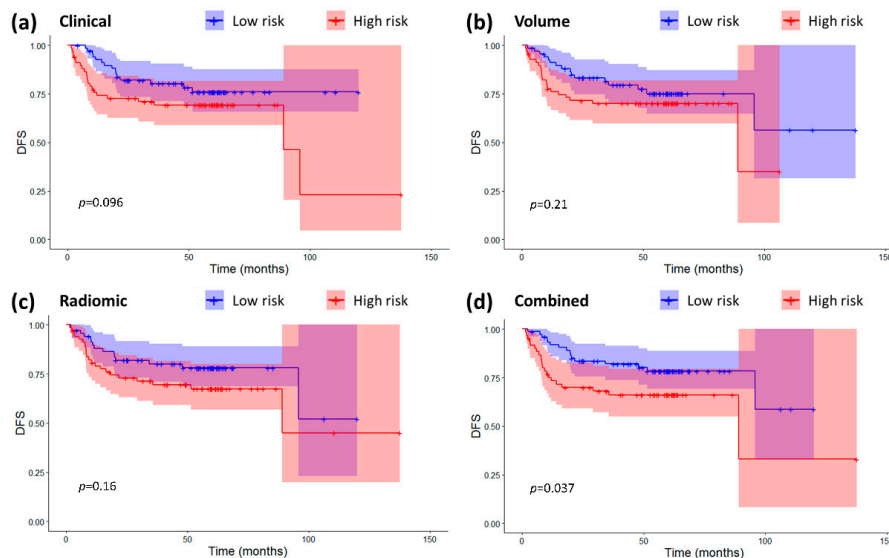 (a) Clinical Low risk High risk
1.00
0.75
0.50
0.25
0.00
DFS
p=0.096
0 50 100 150
Time (months)
(b) Volume Low risk High risk
1.00
0.75
0.50
0.25
0.00
DFS
p=0.21
0 50 100 150
Time (months)
(c) Radiomic Low risk High risk
1.00
0.75
0.50
0.25
0.00
DFS
p=0.16
0 50 100 150
Time (months)
(d) Combined Low risk High risk
1.00
0.75
0.50
0.25
0.00
DFS
p=0.037
0 50 100 150
Time (months)